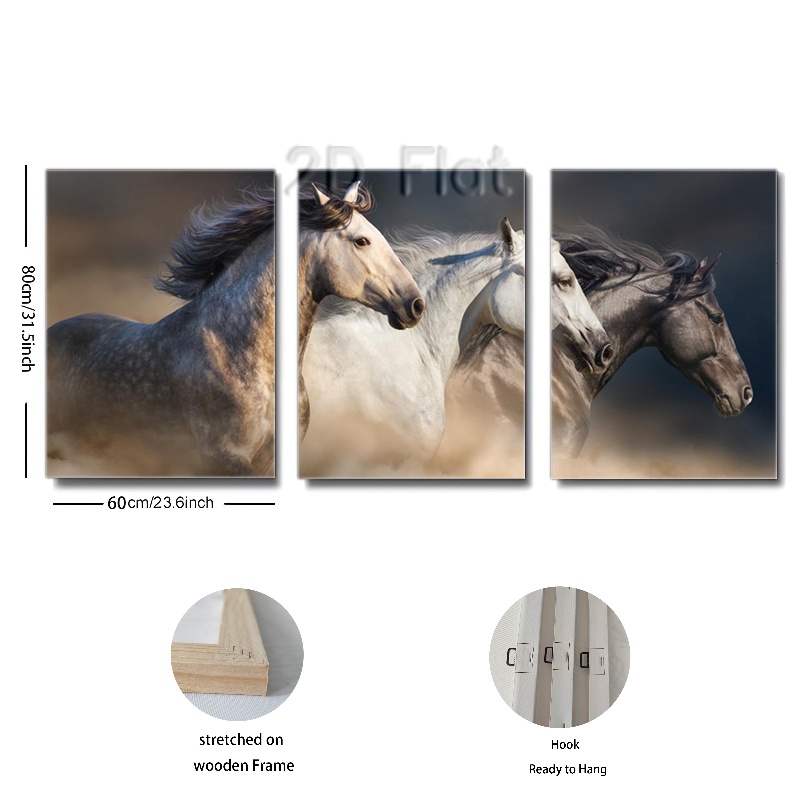 2D Flat
80cm/31.5inch
60cm/23.6inch
stretched on
wooden Frame
Hook
Ready to Hang